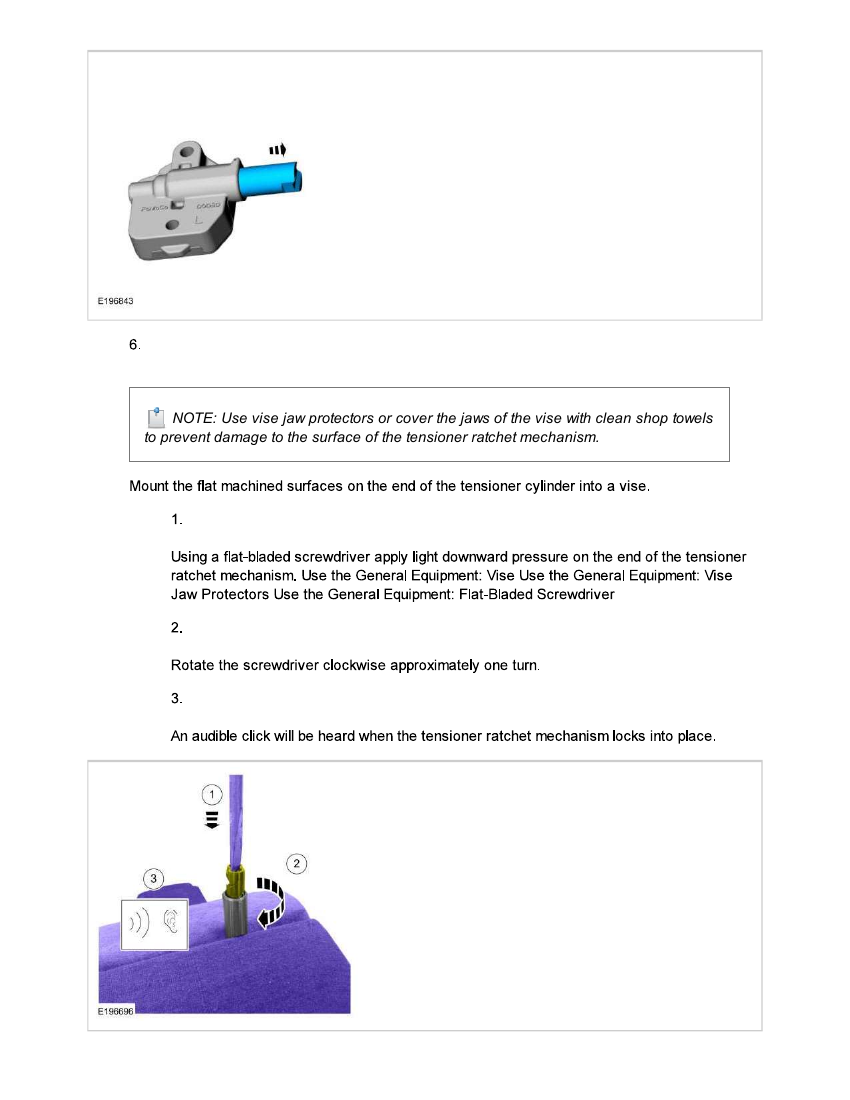 L
E196843
6.
NOTE: Use vise jaw protectors or cover the jaws of the vise with clean shop towels
to prevent damage to the surface of the tensioner ratchet mechanism.
Mount the flat machined surfaces on the end of the tensioner cylinder into a vise.
1.
Using a flat-bladed screwdriver apply light downward pressure on the end of the tensioner
ratchet mechanism. Use the General Equipment: Vise Use the General Equipment: Vise
Jaw Protectors Use the General Equipment: Flat-Bladed Screwdriver
2.
Rotate the screwdriver clockwise approximately one turn.
3.
An audible click will be heard when the tensioner ratchet mechanism locks into place.
1
2
3
E196696